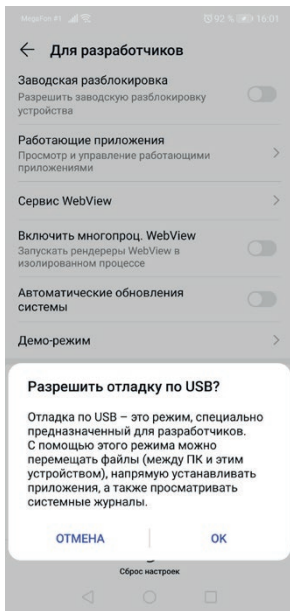 MegaFon #1 92 % 16:01
Для разработчиков
Заводская разблокировка
Разрешить заводскую разблокировку
устройства
Работающие приложения
Просмотр и управление работающими
приложениями
Сервис WebView
Включить многопроц. WebView
Запускать рендереры WebView в
изолированном процессе
Автоматические обновления
системы
Демо-режим
Разрешить отладку по USB?
Отладка по USB – это режим, специально
предназначенный для разработчиков.
С помощью этого режима можно
перемещать файлы (между ПК и этим
устройством), напрямую устанавливать
приложения, а также просматривать
системные журналы.
ОТМЕНА ОК
Сброс настроек